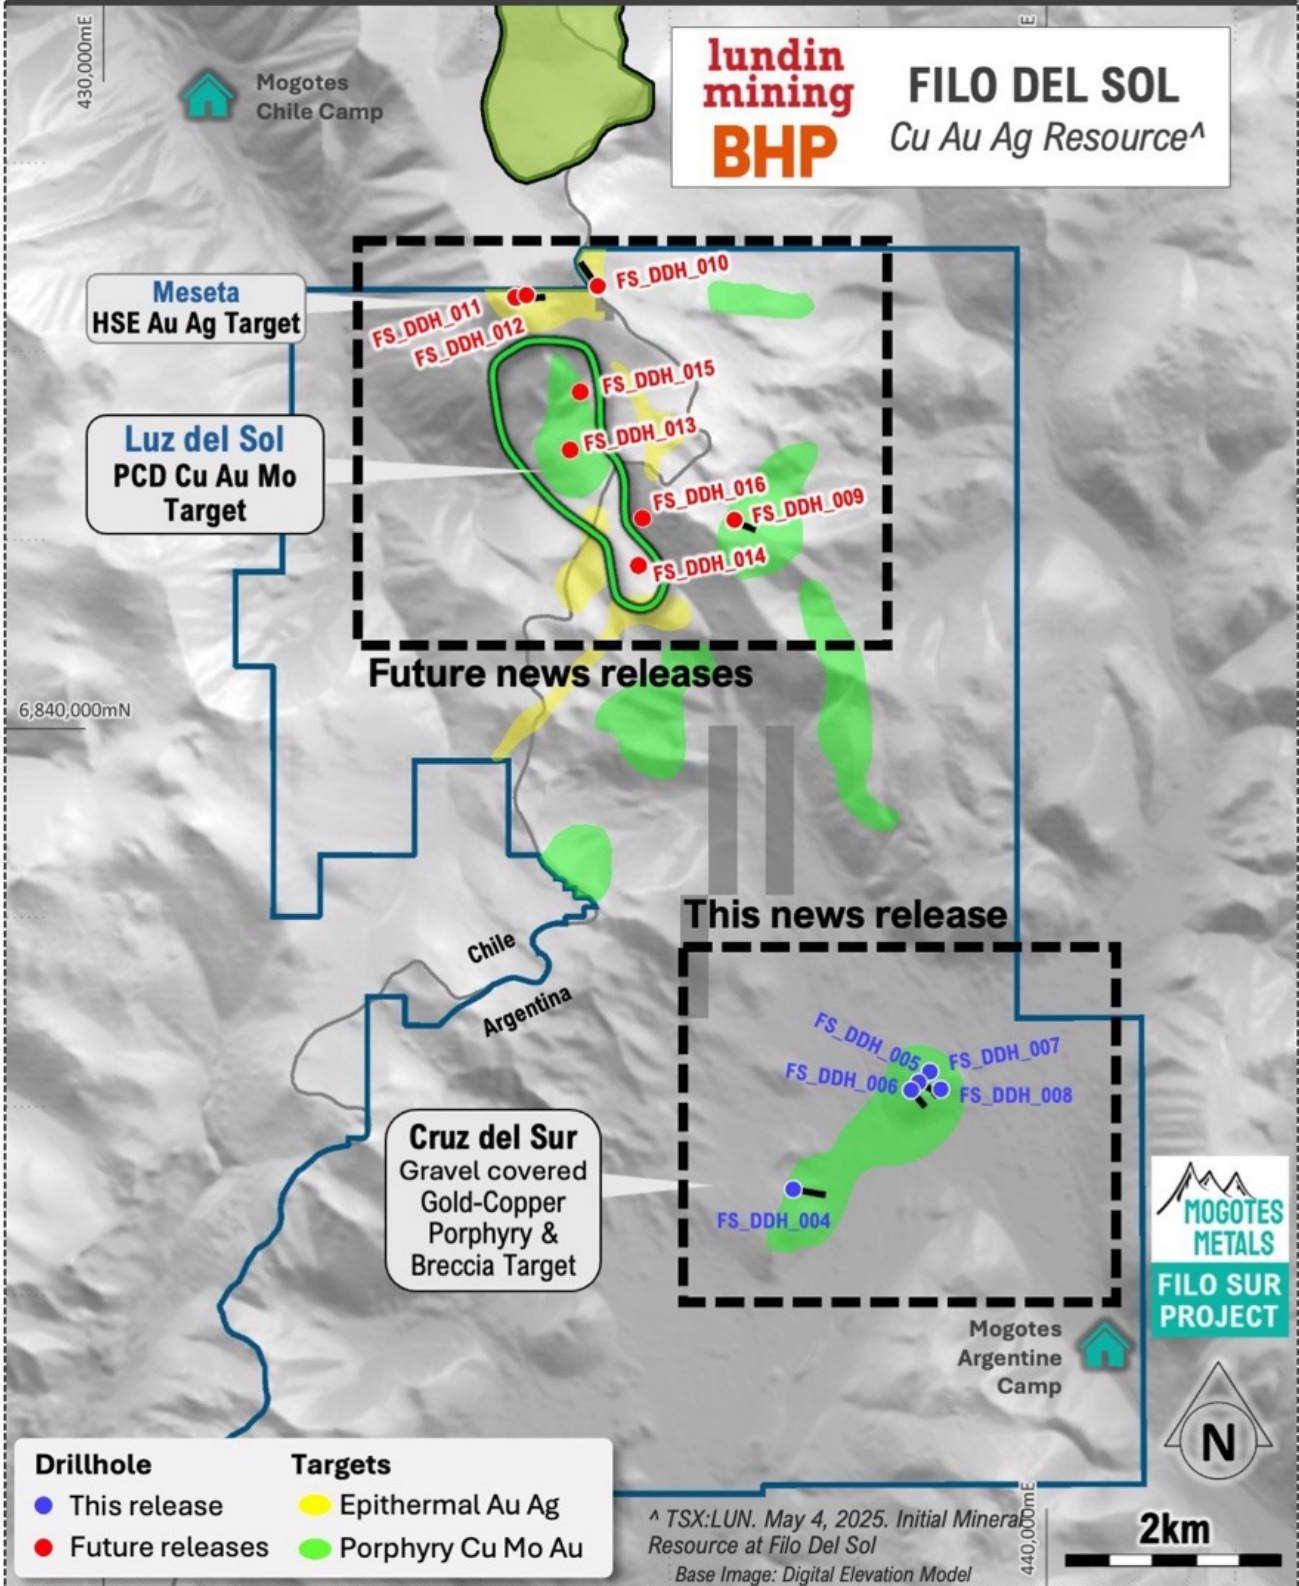 430,000mE
E
Mogotes
Chile Camp
lundin
mining
BHP
FILO DEL SOL
Cu Au Ag Resource^
Meseta
HSE Au Ag Target
FS_DDH_010
FS_DDH_011
FS_DDH_012
FS_DDH_015
Luz del Sol
PCD Cu Au Mo
Target
FS_DDH_013
FS_DDH_016
FS_DDH_009
FS_DDH_014
Future news releases
6,840,000mN
This news release
Chile
Argentina
FS_DDH_005
FS_DDH_007
FS_DDH_006
FS_DDH_008
Cruz del Sur
Gravel covered
Gold-Copper
Porphyry &
Breccia Target
FS_DDH_004
MOGOTES
METALS
FILO SUR
PROJECT
Mogotes
Argentine
Camp
N
Drillhole
This release
Future releases
Targets
Epithermal Au Ag
Porphyry Cu Mo Au
^ TSX:LUN. May 4, 2025. Initial Mineral
Resource at Filo Del Sol
Base Image: Digital Elevation Model
440,000mE
2km